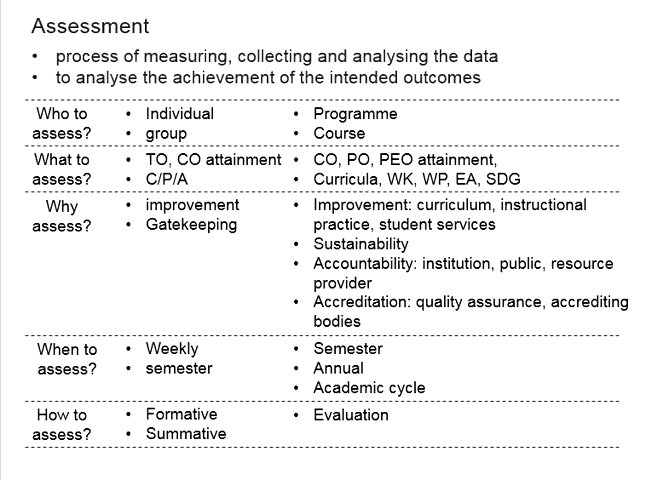 Assessment
• process of measuring, collecting and analysing the data
• to analyse the achievement of the intended outcomes
Who to assess?
• Individual
• group
• Programme
• Course
What to assess?
• TO, CO attainment
• C/P/A
• CO, PO, PEO attainment,
• Curricula, WK, WP, EA, SDG
Why assess?
• improvement
• Gatekeeping
• Improvement: curriculum, instructional
practice, student services
• Sustainability
• Accountability: institution, public, resource
provider
• Accreditation: quality assurance, accrediting
bodies
When to assess?
• Weekly
• semester
• Semester
• Annual
• Academic cycle
How to assess?
• Formative
• Summative
• Evaluation